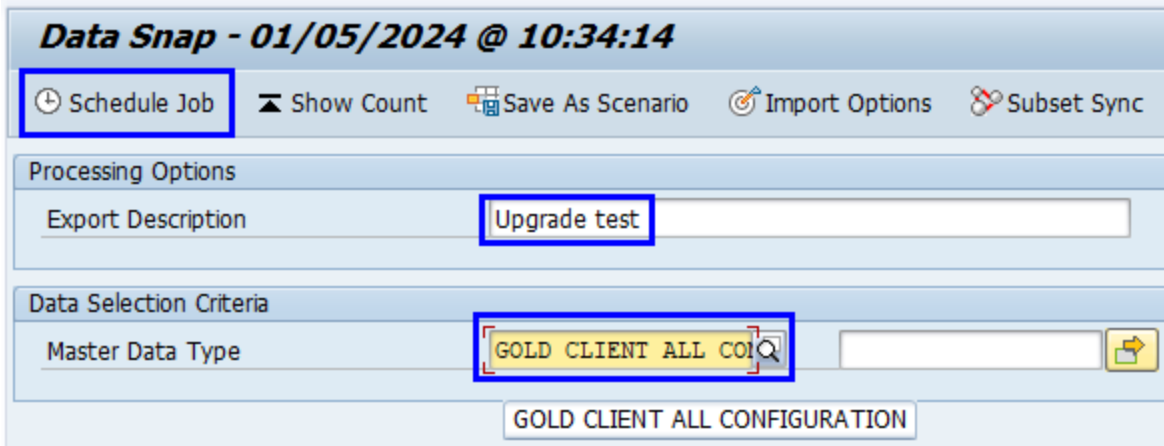 Data Snap - 01/05/2024 @ 10:34:14
Schedule Job Show Count Save As Scenario Import Options Subset Sync
Processing Options
Export Description Upgrade test
Data Selection Criteria
Master Data Type GOLD CLIENT ALL CON
GOLD CLIENT ALL CONFIGURATION